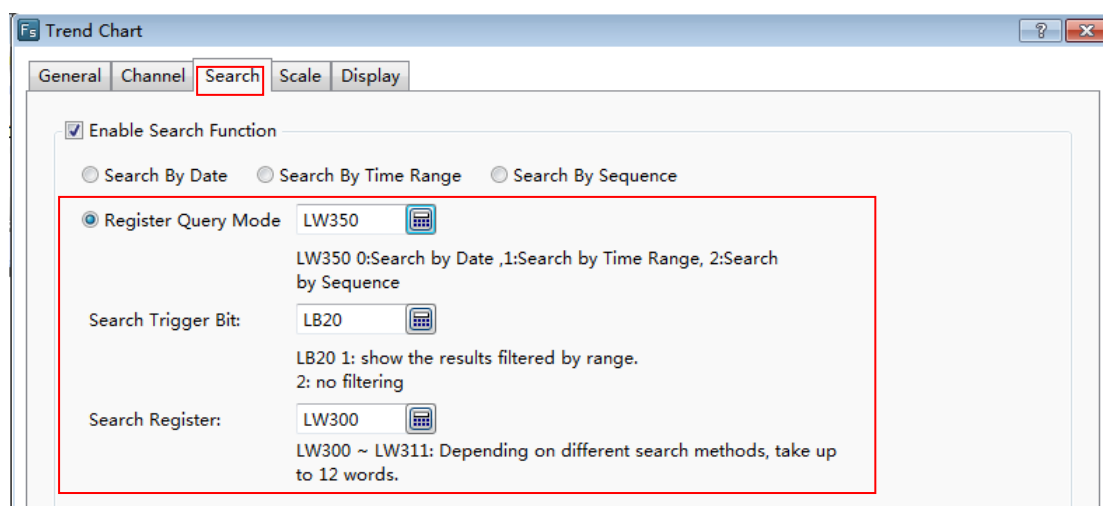 Fs Trend Chart
General Channel Search Scale Display
Enable Search Function
Search By Date Search By Time Range Search By Sequence
Register Query Mode LW350
LW350 0:Search by Date ,1:Search by Time Range, 2:Search
by Sequence
Search Trigger Bit: LB20
LB20 1: show the results filtered by range.
2: no filtering
Search Register: LW300
LW300 ~ LW311: Depending on different search methods, take up
to 12 words.